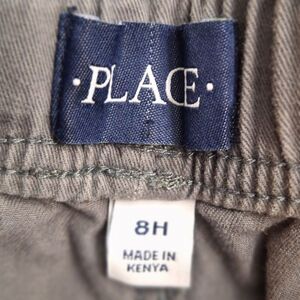 ·PLACE·
8H
MADE IN
KENYA